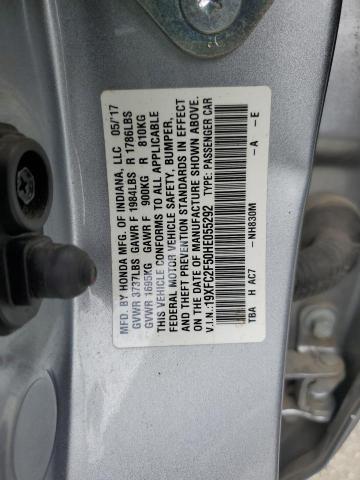 MFD. BY HONDA MFG. OF INDIANA, LLC 05/'17
GVWR 3737LBS GAWR F 1984LBS R 1786LBS
GVWR 1695KG GAWR F 900KG R 810KG
THIS VEHICLE CONFORMS TO ALL APPLICABLE
FEDERAL MOTOR VEHICLE SAFETY, BUMPER,
AND THEFT PREVENTION STANDARDS IN EFFECT
ON THE DATE OF MANUFACTURE SHOWN ABOVE.
V.I.N.:19XFC2F50HE055292 TYPE: PASSENGER CAR
TBA H AC7 –NH830M –A –E